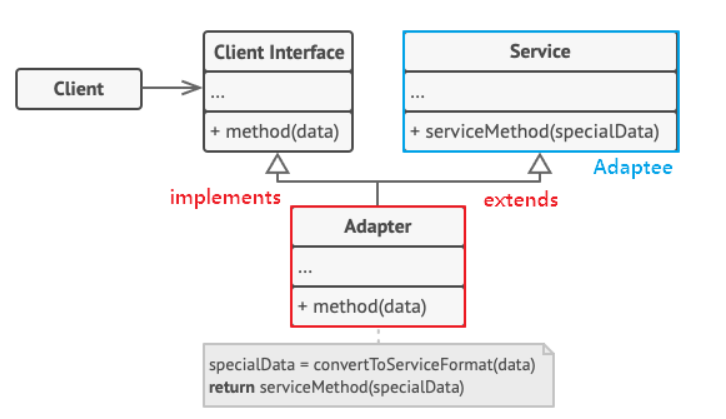 Client
Client Interface
...
+ method(data)
Service
...
+ serviceMethod(specialData)
Adaptee
implements
extends
Adapter
...
+ method(data)
specialData = convertToServiceFormat(data)
return serviceMethod(specialData)